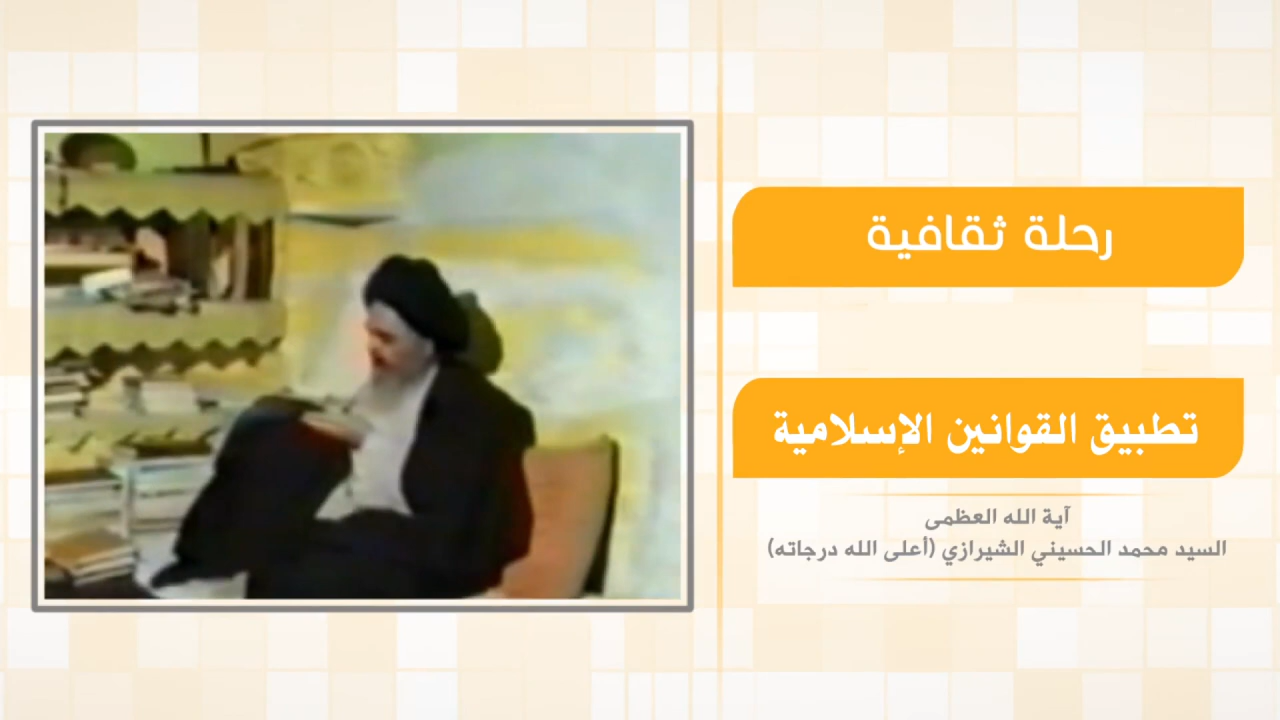 رحلة ثقافية
تطبيق القوانين الإسلامية
آية الله العظمى
السيد محمد الحسيني الشيرازي (أعلى الله درجاته)